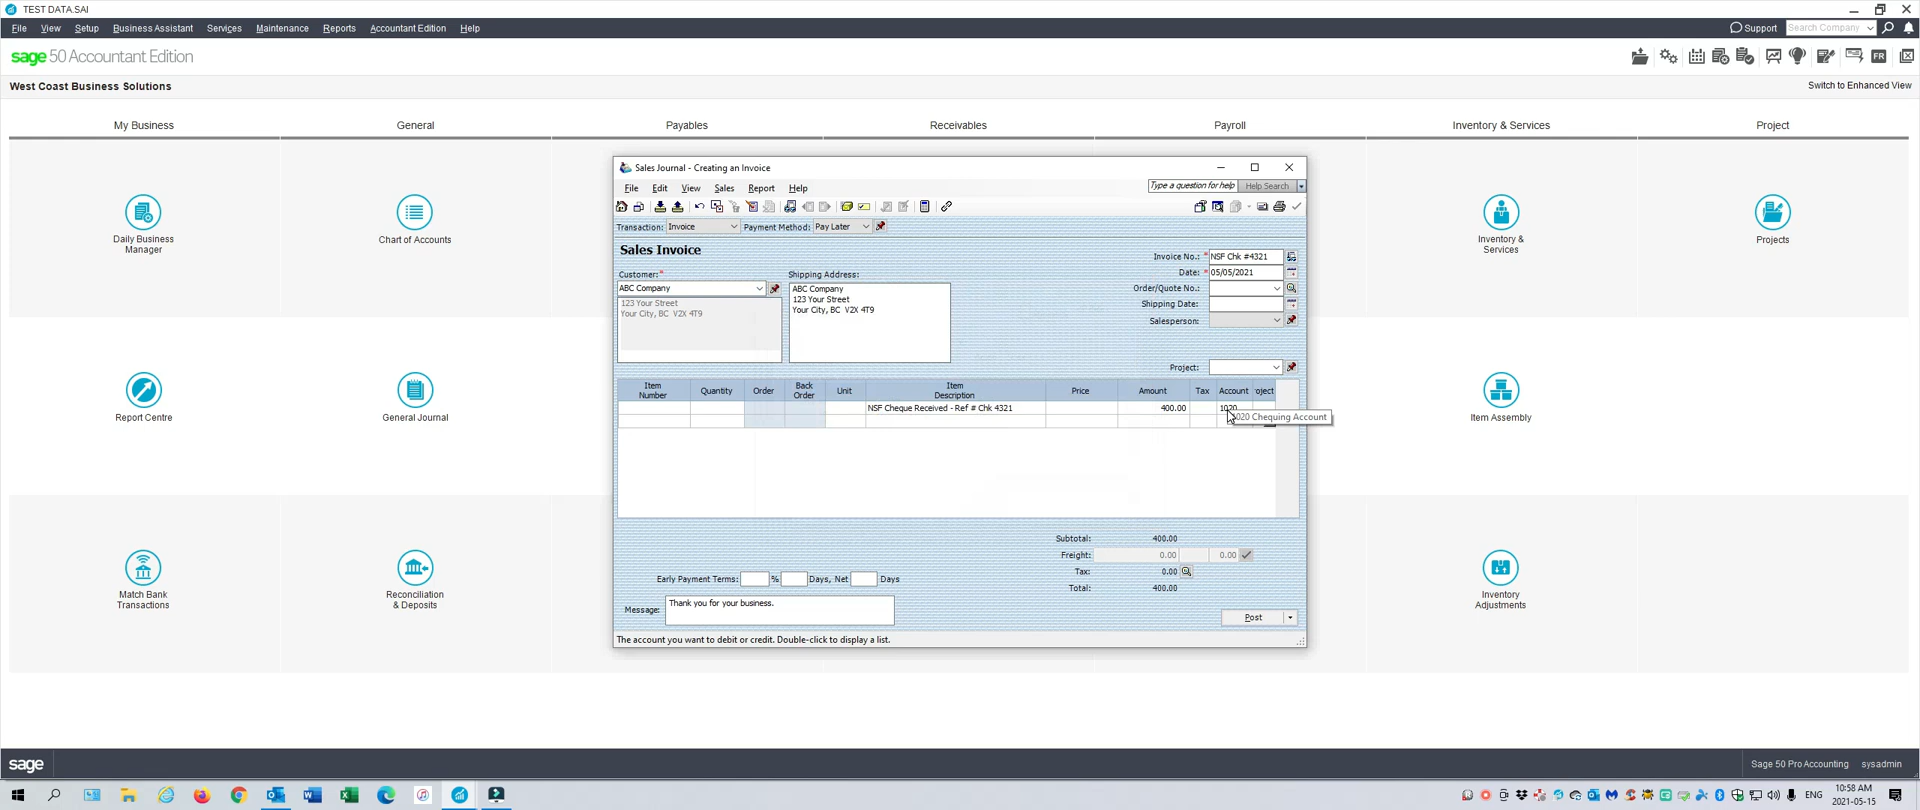 TEST DATA.SAI
File View Setup Business Assistant Services Maintenance Reports Accountant Edition Help
Support Search Company
sage 50 Accountant Edition
FR
West Coast Business Solutions
Switch to Enhanced View
My Business General Payables Receivables Payroll Inventory & Services Project
Sales Journal - Creating an Invoice
File Edit View Sales Report Help
Type a question for help Help Search
Transaction: Invoice Payment Method: Pay Later
Sales Invoice
Invoice No.: * NSF Chk #4321
Date: * 05/05/2021
Order/Quote No.:
Shipping Date:
Salesperson:
Customer: *
ABC Company
123 Your Street
Your City, BC V2X 4T9
Shipping Address:
ABC Company
123 Your Street
Your City, BC V2X 4T9
Project:
Item Number Quantity Order Back Order Unit Item Description Price Amount Tax Account oject
NSF Cheque Received - Ref # Chk 4321 400.00 1020
1020 Chequing Account
Subtotal: 400.00
Freight: 0.00 0.00
Tax: 0.00
Total: 400.00
Early Payment Terms: % Days, Net Days
Message: Thank you for your business.
Post
The account you want to debit or credit. Double-click to display a list.
Daily Business
Manager
Chart of Accounts
Inventory &
Services
Projects
Report Centre
General Journal
Item Assembly
Match Bank
Transactions
Reconciliation
& Deposits
Inventory
Adjustments
sage
Sage 50 Pro Accounting sysadmin
ENG
10:58 AM
2021-05-15